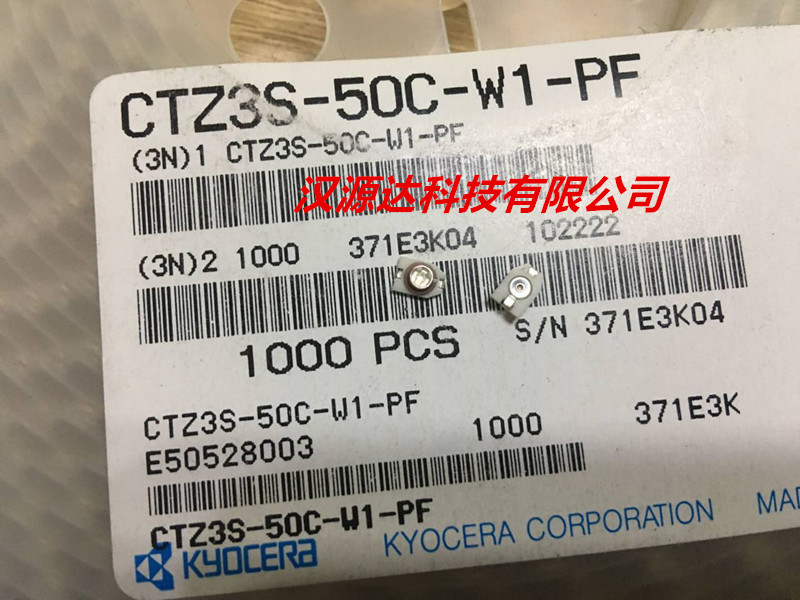 CTZ3S-50C-W1-PF
(3N)1 CTZ3S-50C-W1-PF
汉源达科技有限公司
(3N)2 1000 371E3K04 102222
1000 PCS
S/N 371E3K04
CTZ3S-50C-W1-PF
E50528003 1000 371E3K
CTZ3S-50C-W1-PF
KYOCERA KYOCERA CORPORATION MAD